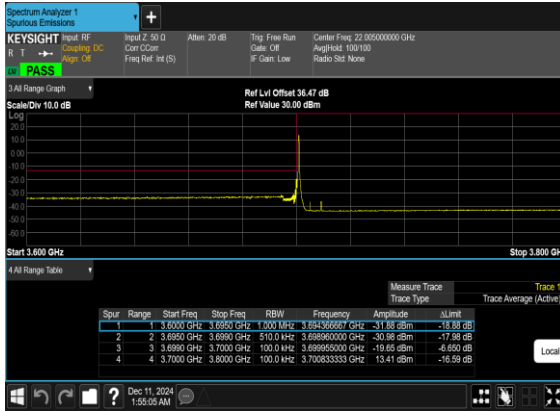 Spectrum Analyzer 1
Spurious Emissions
KEYSIGHT
R T
LXI PASS
Input: RF
Coupling: DC
Align: Off
Input Z: 50 Ω
Corr CCorr
Freq Ref: Int (S)
Atten: 20 dB
Trig: Free Run
Gate: Off
IF Gain: Low
Center Freq: 22.005000000 GHz
Avg|Hold: 100/100
Radio Std: None
3 All Range Graph
Scale/Div 10.0 dB
Ref Lvl Offset 36.47 dB
Ref Value 30.00 dBm
Log
20.0
10.0
0.00
-10.0
-20.0
-30.0
-40.0
-50.0
-60.0
Start 3.600 GHz
Stop 3.800 GH
4 All Range Table
Measure Trace Trace 1
Trace Type Trace Average (Active)
Spur Range Start Freq Stop Freq RBW Frequency Amplitude ΔLimit
1 1 3.6000 GHz 3.6950 GHz 1.000 MHz 3.694366667 GHz -31.88 dBm -18.88 dB
2 2 3.6950 GHz 3.6990 GHz 510.0 kHz 3.698960000 GHz -30.98 dBm -17.98 dB
3 3 3.6990 GHz 3.7000 GHz 100.0 kHz 3.699955000 GHz -19.65 dBm -6.650 dB
4 4 3.7000 GHz 3.8000 GHz 100.0 kHz 3.700833333 GHz 13.41 dBm -16.59 dB
Local
?
Dec 11, 2024
1:55:05 AM